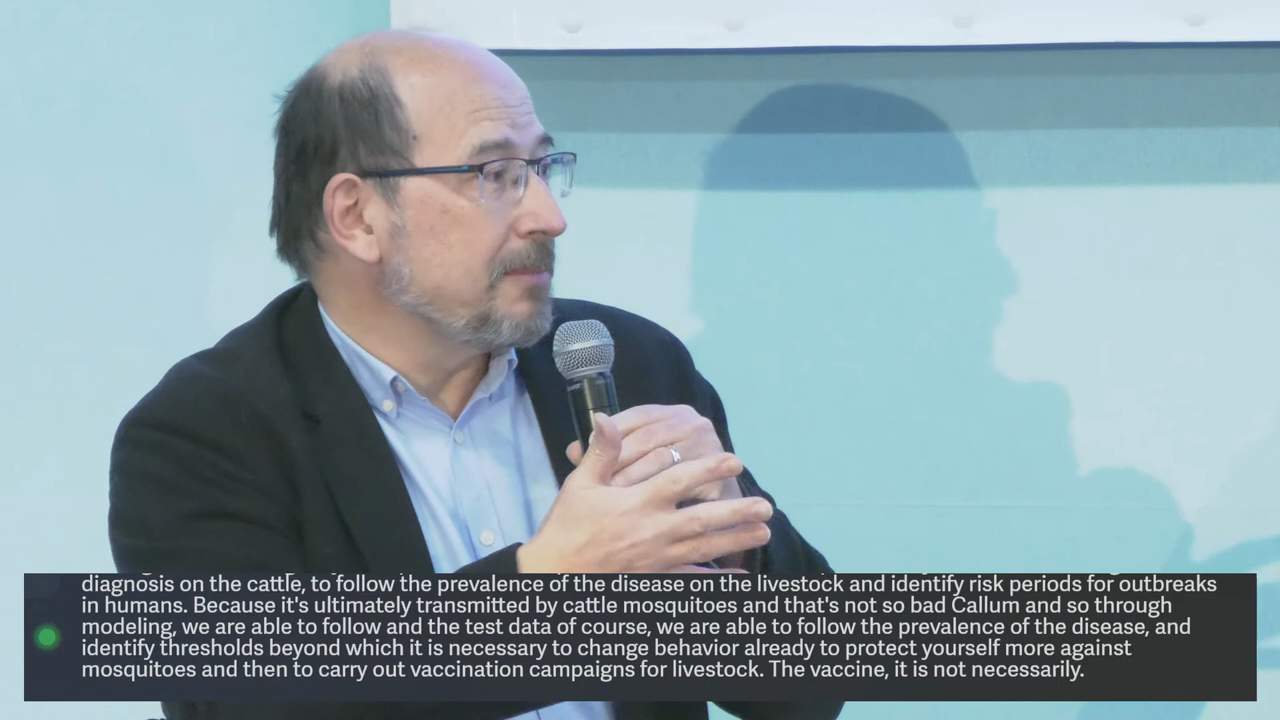 diagnosis on the cattle, to follow the prevalence of the disease on the livestock and identify risk periods for outbreaks
in humans. Because it's ultimately transmitted by cattle mosquitoes and that's not so bad Callum and so through
modeling, we are able to follow and the test data of course, we are able to follow the prevalence of the disease, and
identify thresholds beyond which it is necessary to change behavior already to protect yourself more against
mosquitoes and then to carry out vaccination campaigns for livestock. The vaccine, it is not necessarily.